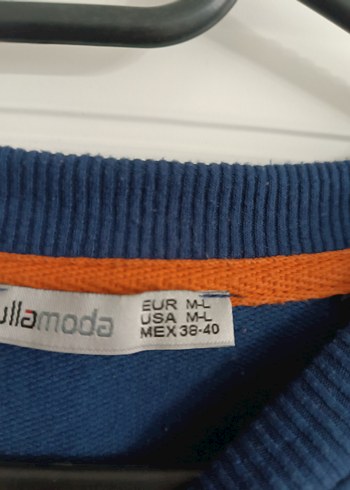 ullamoda
EUR M-L
USA M-L
MEX 38-40